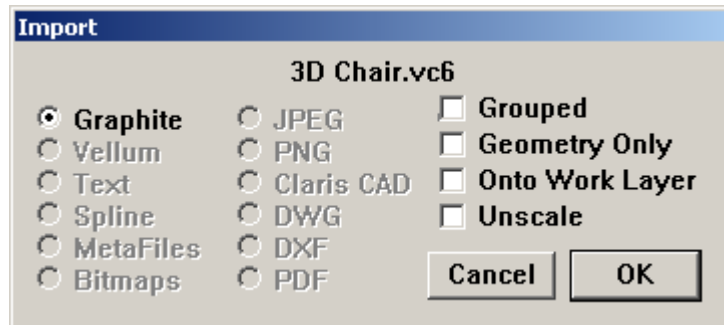 Import
3D Chair.vc6
Graphite
Vellum
Text
Spline
MetaFiles
Bitmaps
JPEG
PNG
Claris CAD
DWG
DXF
PDF
Grouped
Geometry Only
Onto Work Layer
Unscale
Cancel
OK